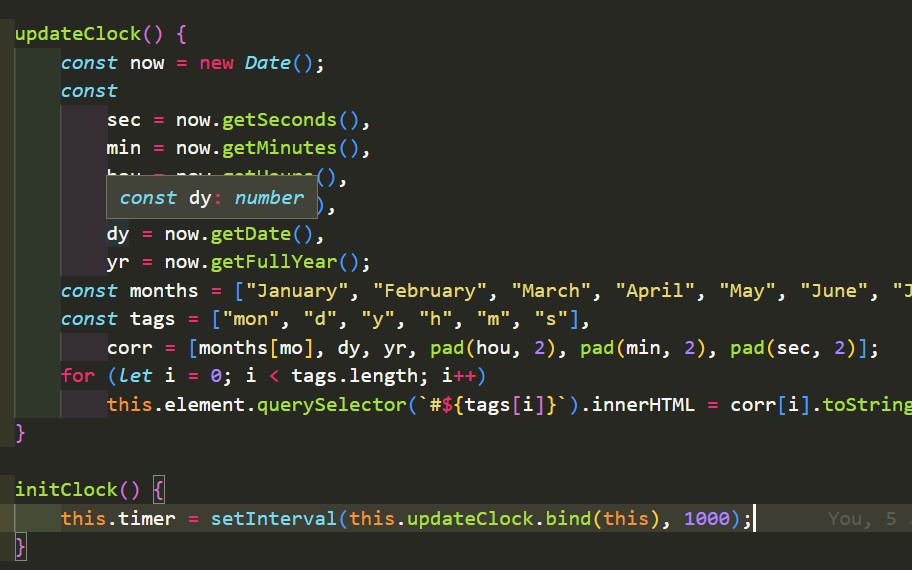 updateClock() {
const now = new Date();
const
sec = now.getSeconds(),
min = now.getMinutes(),
hou = now.getHours(),
const dy: number ),
dy = now.getDate(),
yr = now.getFullYear();
const months = ["January", "February", "March", "April", "May", "June", "J
const tags = ["mon", "d", "y", "h", "m", "s"],
corr = [months[mo], dy, yr, pad(hou, 2), pad(min, 2), pad(sec, 2)];
for (let i = 0; i < tags.length; i++)
this.element.querySelector(`#${tags[i]}`).innerHTML = corr[i].toString
}
initClock() {
this.timer = setInterval(this.updateClock.bind(this), 1000); You, 5
}